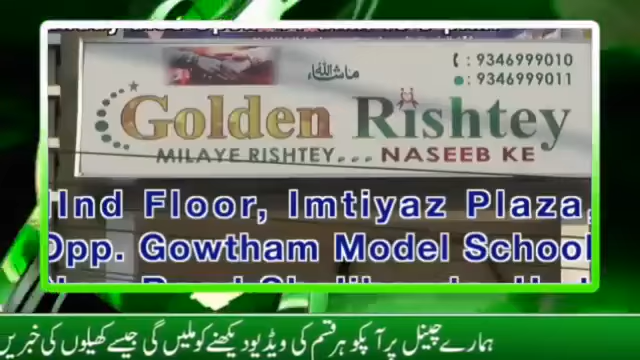 : 9346999010
: 9346999011
ماشاءاللہ
Golden Rishtey
MILAYE RISHTEY... NASEEB KE
IInd Floor, Imtiyaz Plaza,
Opp. Gowtham Model School
ہمارے چینل پر آپکو ہر قسم کی ویڈیو دیکھنے کو ملیں گی جیسے کھیلوں کی خبریں